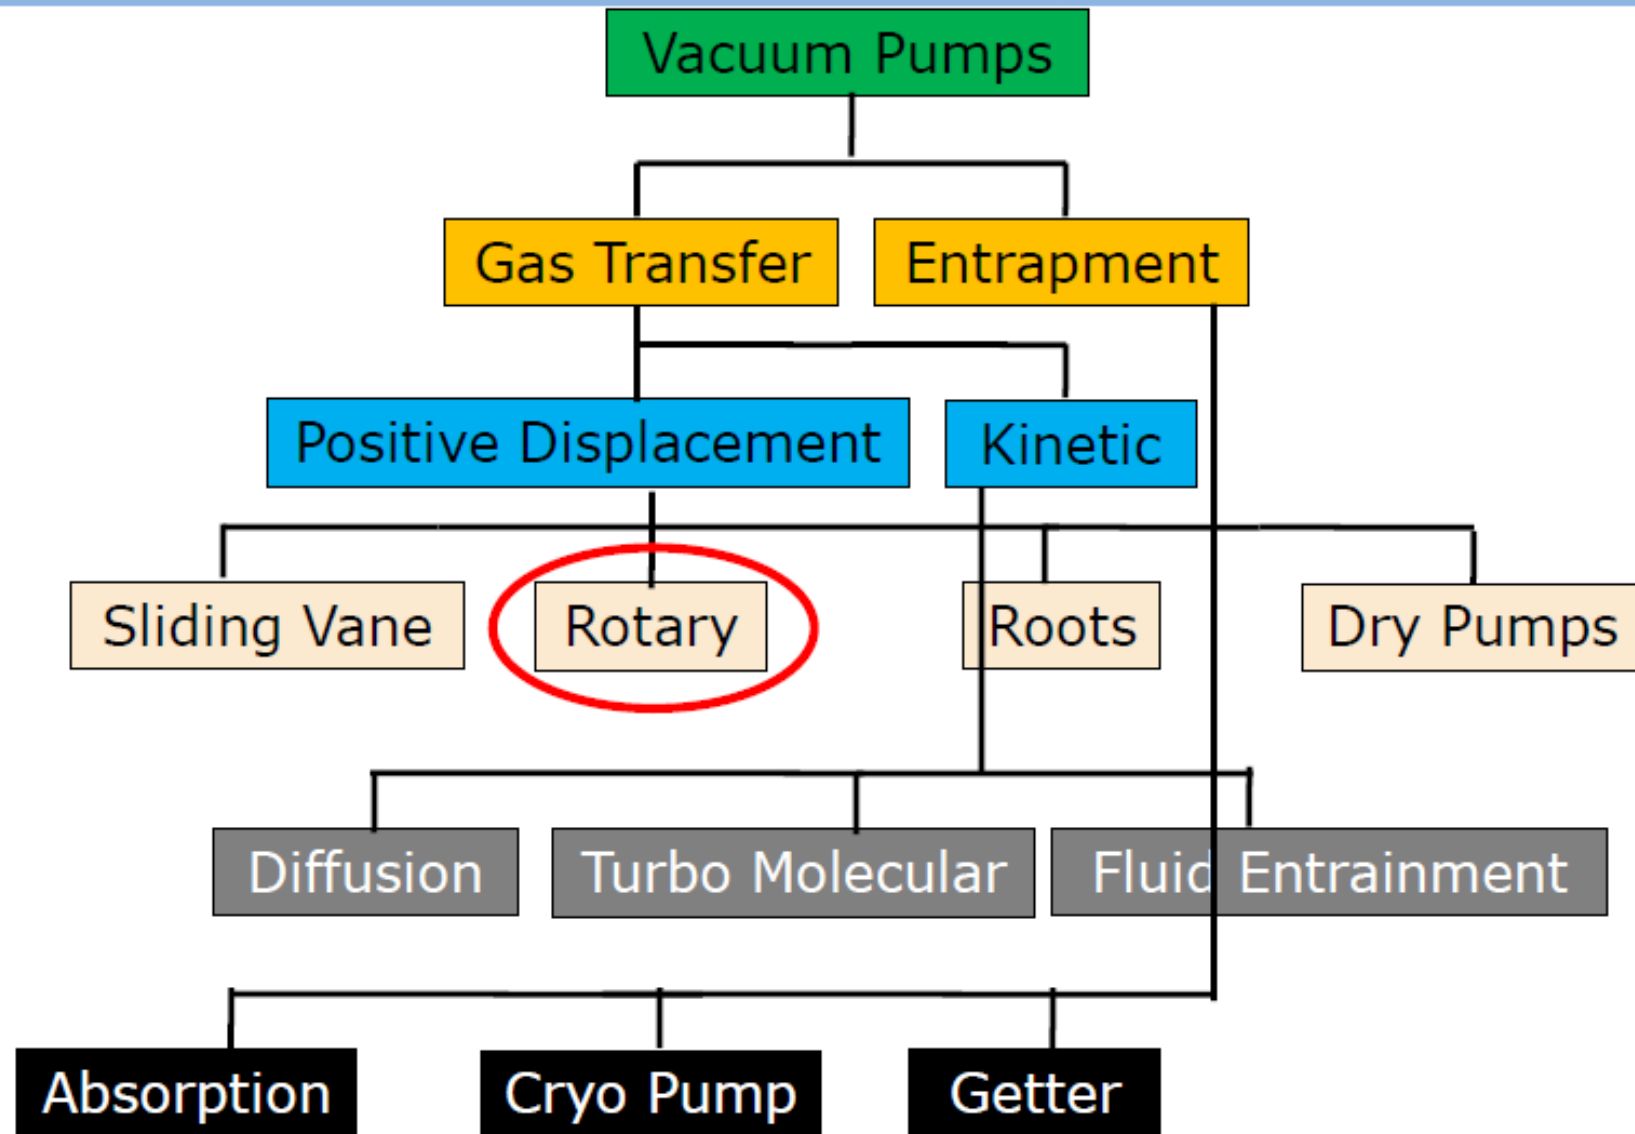 Vacuum Pumps
Gas Transfer
Entrapment
Positive Displacement
Kinetic
Sliding Vane
Rotary
Roots
Dry Pumps
Diffusion
Turbo Molecular
Fluid Entrainment
Absorption
Cryo Pump
Getter